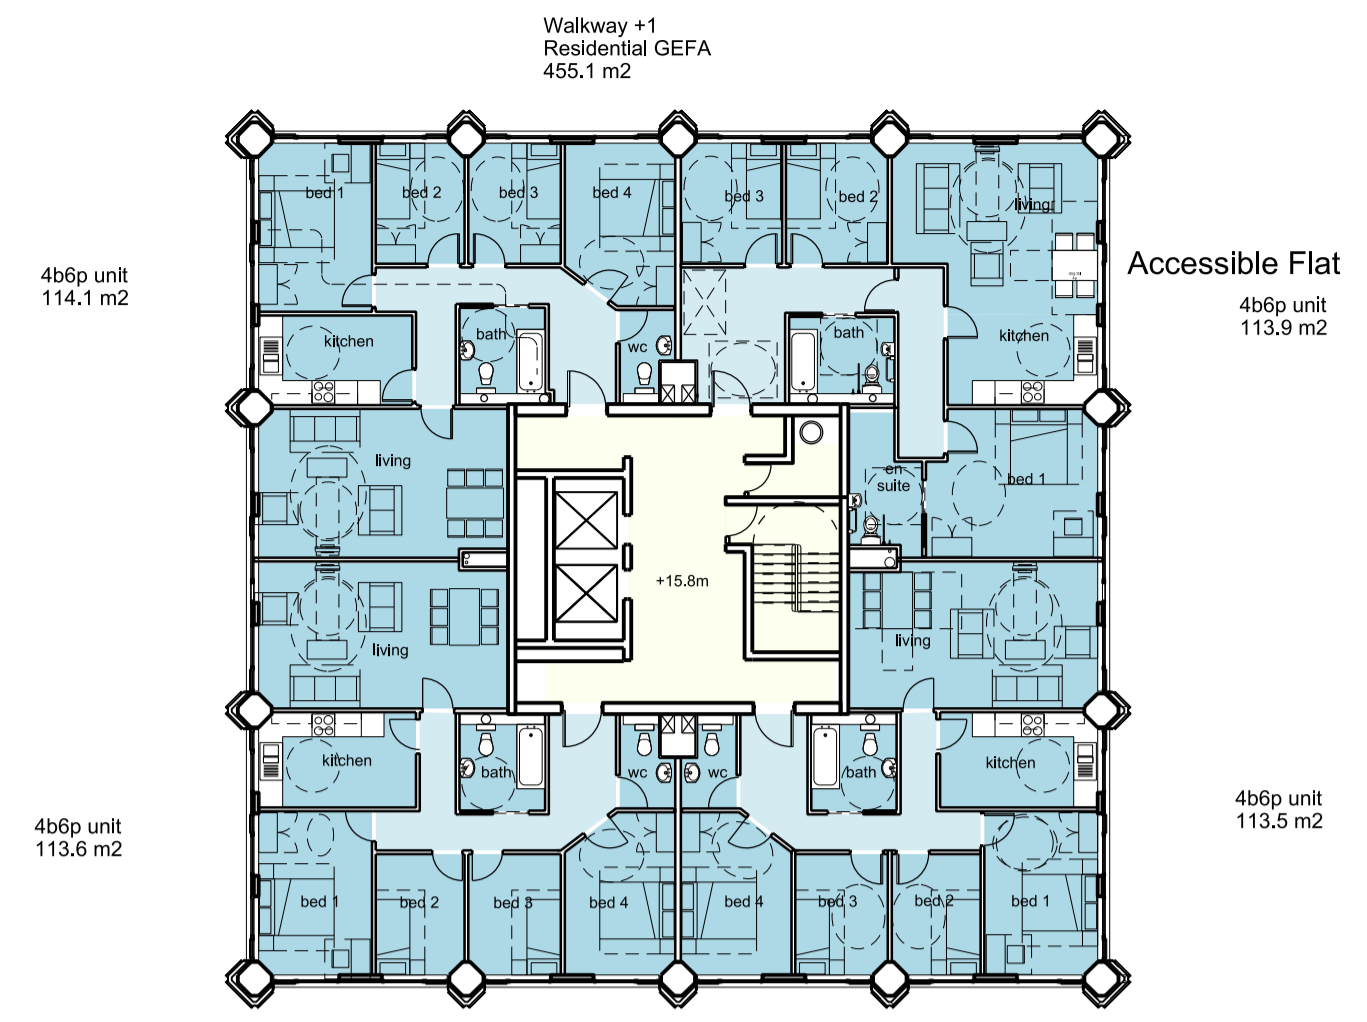 Walkway +1
Residential GEFA
455.1 m2
4b6p unit
114.1 m2
Accessible Flat
4b6p unit
113.9 m2
bed 1
bed 2
bed 3
bed 4
bed 3
bed 2
living
kitchen
bath
wc
bath
kitchen
living
en
suite
bed 1
+15.8m
living
living
kitchen
bath
wc
wc
bath
kitchen
4b6p unit
113.6 m2
4b6p unit
113.5 m2
bed 1
bed 2
bed 3
bed 4
bed 4
bed 3
bed 2
bed 1